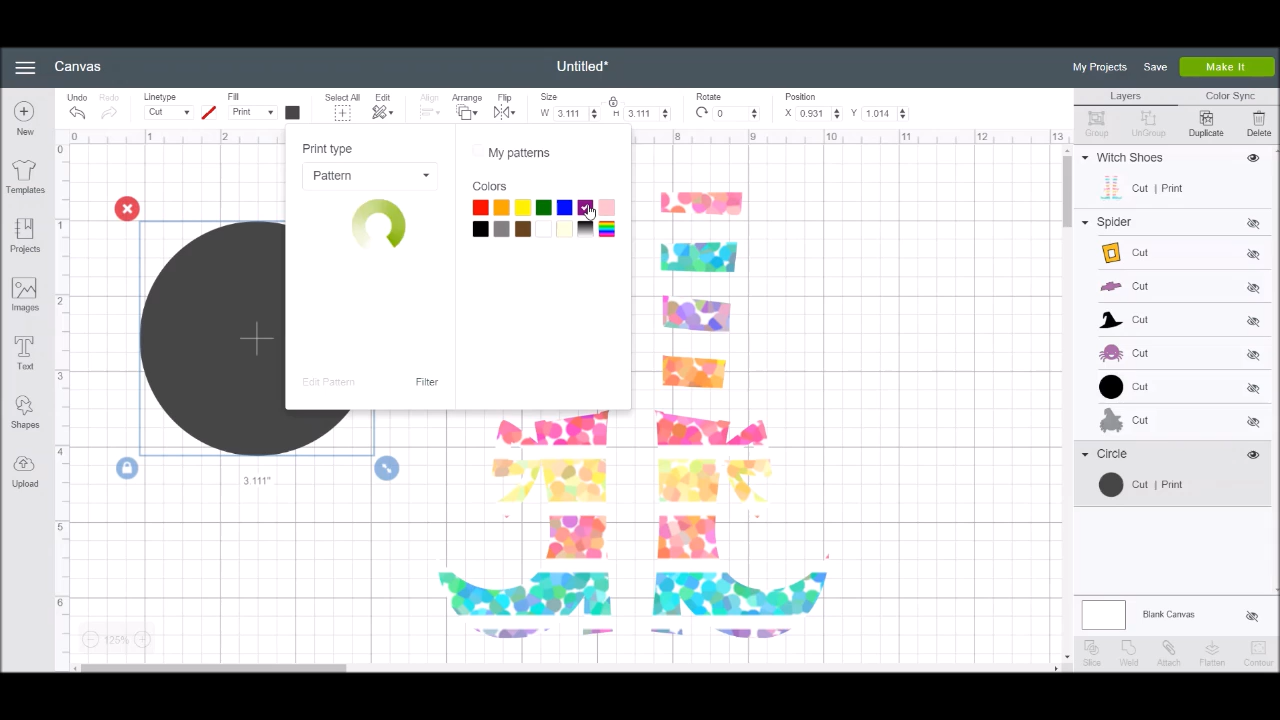 Canvas
Untitled*
My Projects
Save
Make It
Undo
Redo
Linetype
Cut
Fill
Print
Select All
Edit
Align
Arrange
Flip
Size
W 3.111
H 3.111
Rotate
0
Position
X 0.931
Y 1.014
Layers
Color Sync
Group
UnGroup
Duplicate
Delete
New
Templates
Projects
Images
Text
Shapes
Upload
0 1 2 8 9 10 11 12 13
0
1
2
3
4
5
6
Print type
Pattern
Edit Pattern
Filter
My patterns
Colors
3.111"
125%
Witch Shoes
Cut | Print
Spider
Cut
Cut
Cut
Cut
Cut
Cut
Circle
Cut | Print
Blank Canvas
Slice
Weld
Attach
Flatten
Contour